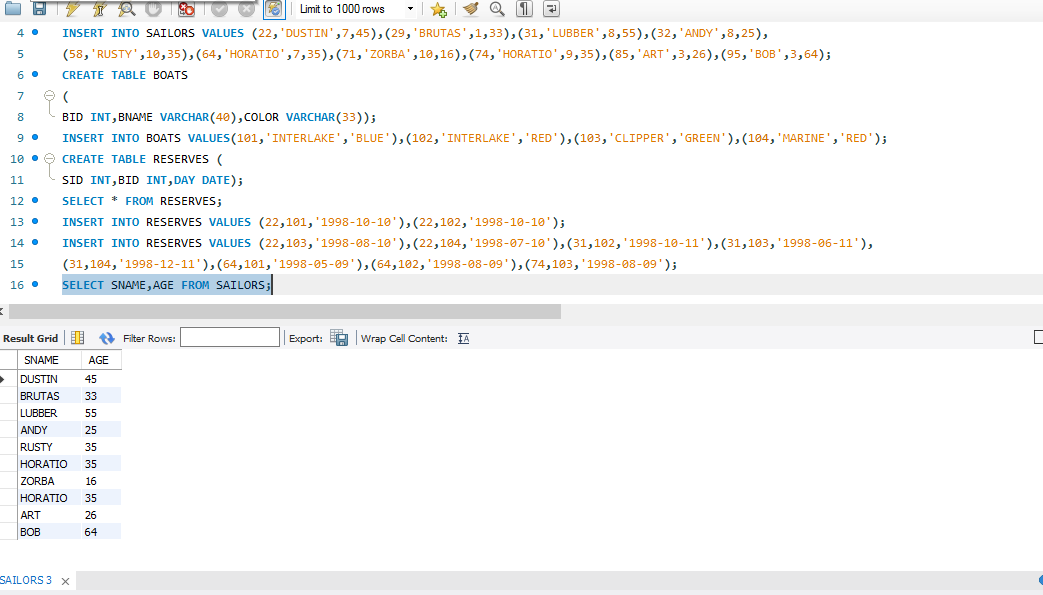 Limit to 1000 rows
4 INSERT INTO SAILORS VALUES (22,'DUSTIN',7,45),(29,'BRUTAS',1,33),(31,'LUBBER',8,55),(32,'ANDY',8,25),
5 (58,'RUSTY',10,35),(64,'HORATIO',7,35),(71,'ZORBA',10,16),(74,'HORATIO',9,35),(85,'ART',3,26),(95,'BOB',3,64);
6 CREATE TABLE BOATS
7 (
8 BID INT,BNAME VARCHAR(40),COLOR VARCHAR(33));
9 INSERT INTO BOATS VALUES(101,'INTERLAKE','BLUE'),(102,'INTERLAKE','RED'),(103,'CLIPPER','GREEN'),(104,'MARINE','RED');
10 CREATE TABLE RESERVES (
11 SID INT,BID INT,DAY DATE);
12 SELECT * FROM RESERVES;
13 INSERT INTO RESERVES VALUES (22,101,'1998-10-10'),(22,102,'1998-10-10');
14 INSERT INTO RESERVES VALUES (22,103,'1998-08-10'),(22,104,'1998-07-10'),(31,102,'1998-10-11'),(31,103,'1998-06-11'),
15 (31,104,'1998-12-11'),(64,101,'1998-05-09'),(64,102,'1998-08-09'),(74,103,'1998-08-09');
16 SELECT SNAME,AGE FROM SAILORS;
Result Grid Filter Rows: Export: Wrap Cell Content:
SNAME AGE
DUSTIN 45
BRUTAS 33
LUBBER 55
ANDY 25
RUSTY 35
HORATIO 35
ZORBA 16
HORATIO 35
ART 26
BOB 64
SAILORS 3